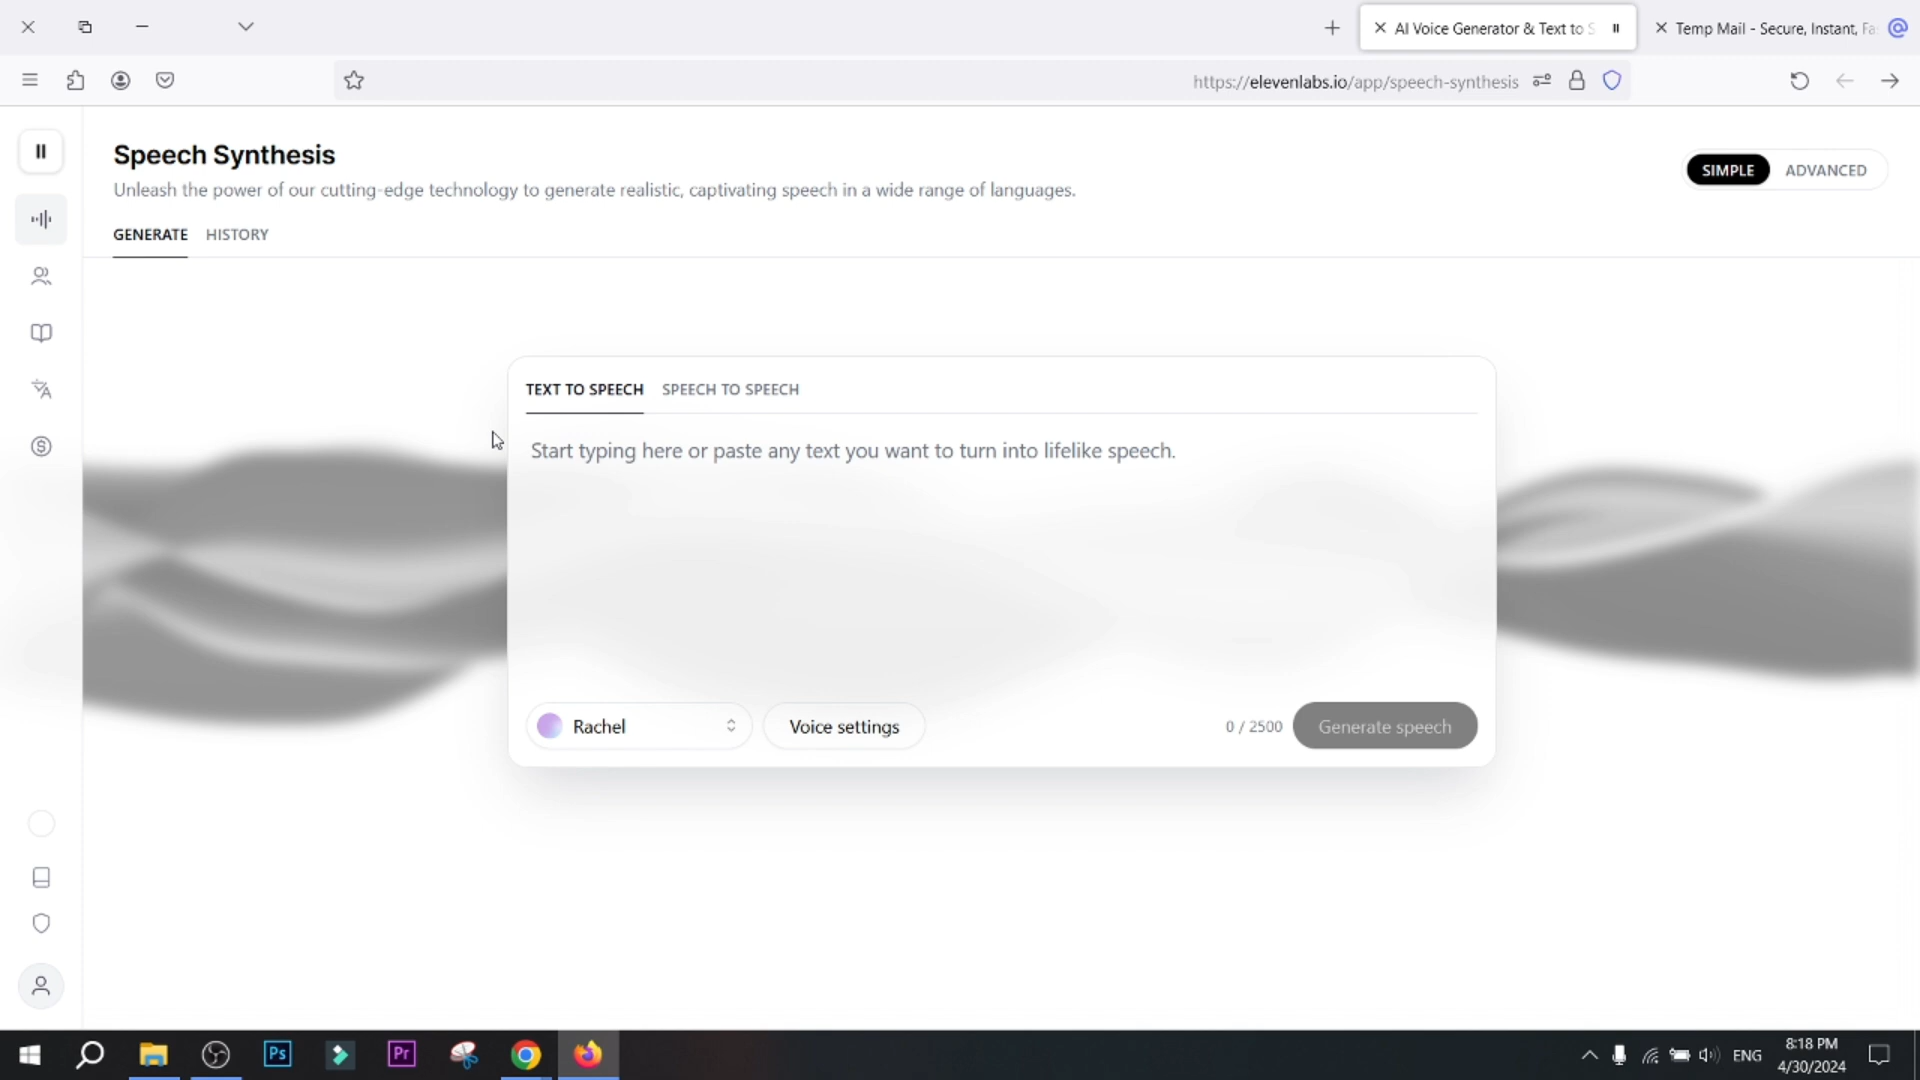 AI Voice Generator & Text to S
Temp Mail - Secure, Instant, Fa
https://elevenlabs.io/app/speech-synthesis
Speech Synthesis
Unleash the power of our cutting-edge technology to generate realistic, captivating speech in a wide range of languages.
SIMPLE
ADVANCED
GENERATE
HISTORY
TEXT TO SPEECH
SPEECH TO SPEECH
Start typing here or paste any text you want to turn into lifelike speech.
Rachel
Voice settings
0 / 2500
Generate speech
Ps
Pr
ENG
8:18 PM
4/30/2024